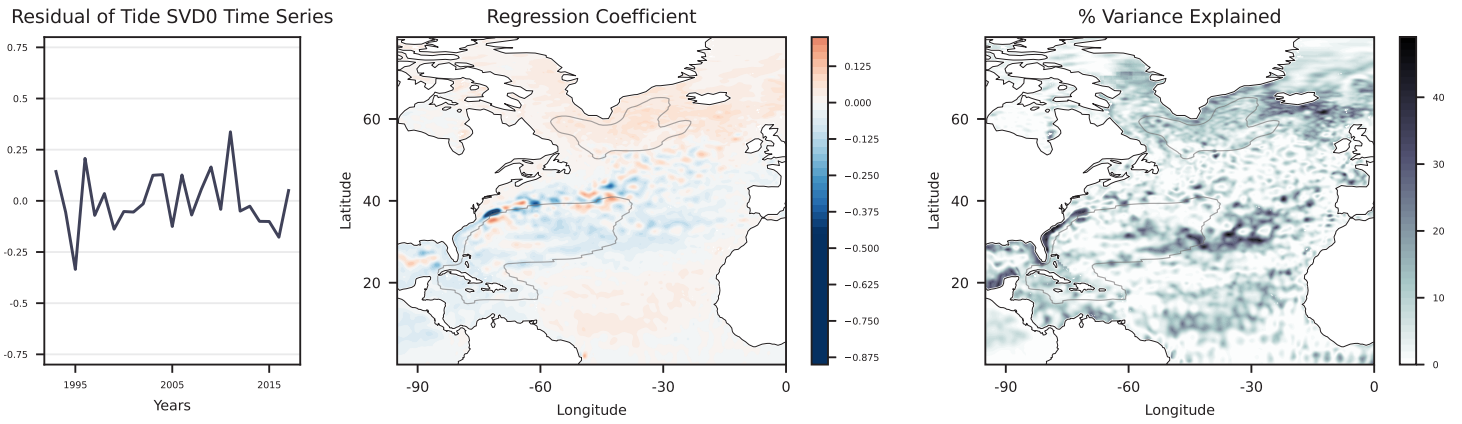 Residual of Tide SVD0 Time Series
0.75
0.5
0.25
0.0
-0.25
-0.5
-0.75
1995 2005 2015
Years
Regression Coefficient
Latitude
60
40
20
-90 -60 -30 0
Longitude
0.125
0.000
−0.125
−0.250
−0.375
−0.500
−0.625
−0.750
−0.875
% Variance Explained
Latitude
60
40
20
-90 -60 -30 0
Longitude
40
30
20
10
0